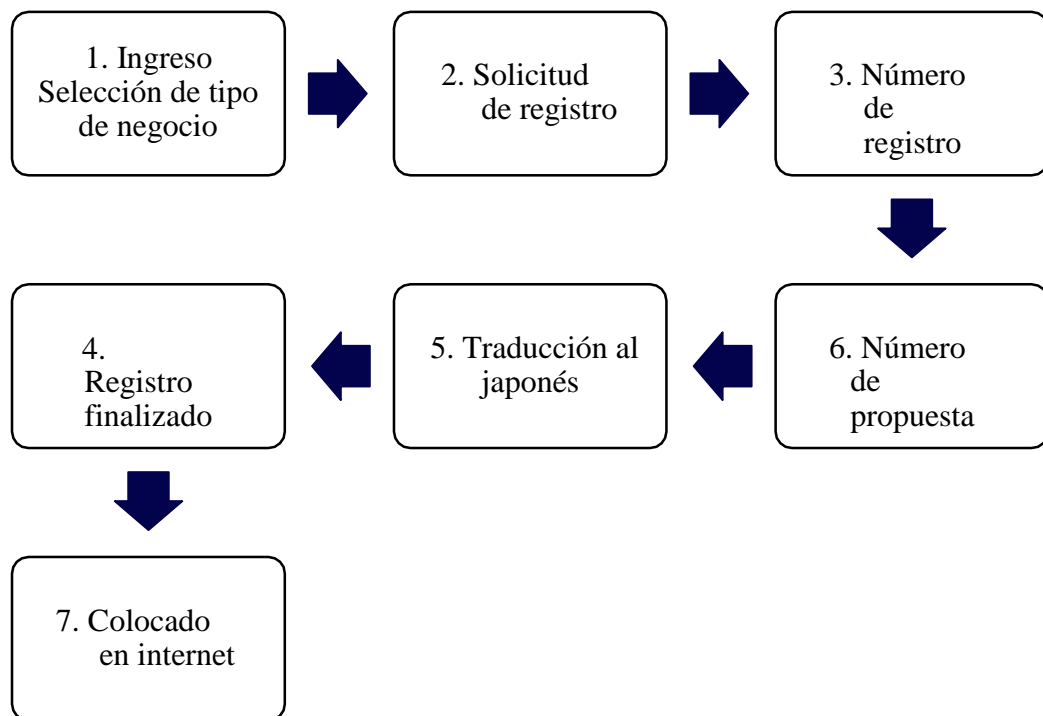 1. Ingreso
Selección de tipo
de negocio
2. Solicitud
de registro
3. Número
de
registro
4.
Registro
finalizado
5. Traducción al
japonés
6. Número
de
propuesta
7. Colocado
en internet